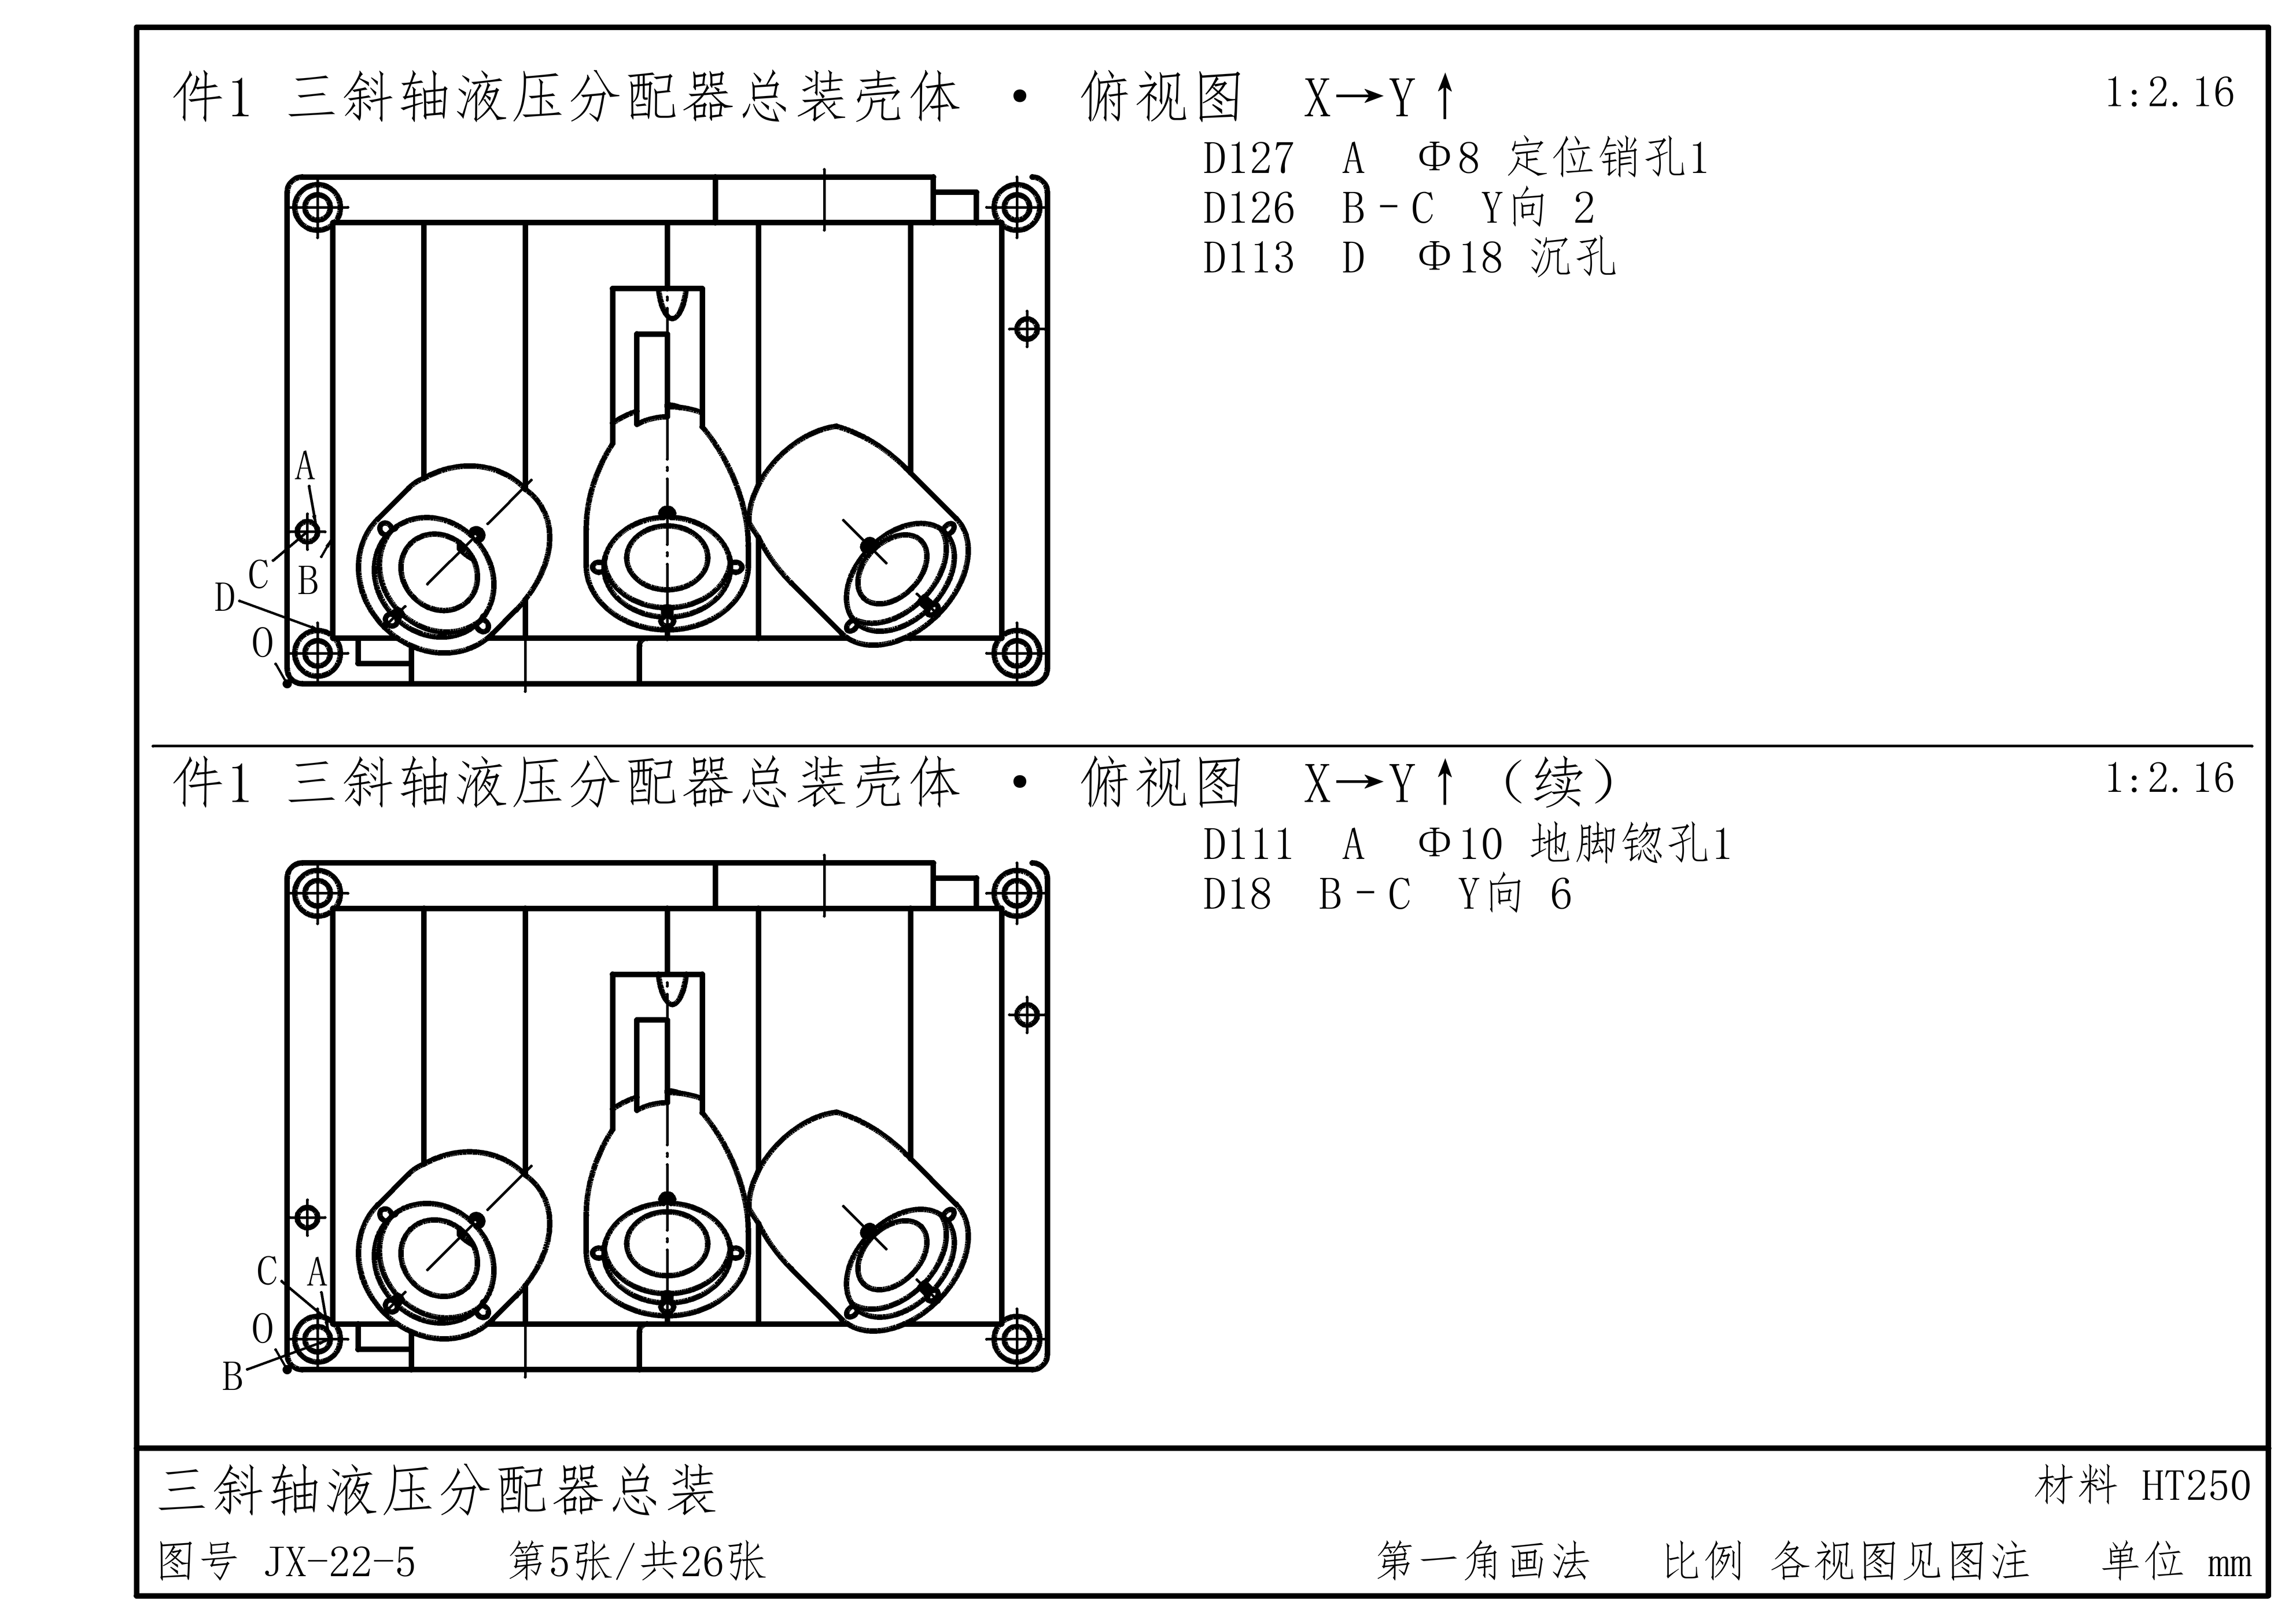 件1 三斜轴液压分配器总装壳体 · 俯视图 X→Y↑ 1:2.16
D127 A Φ8 定位销孔1
D126 B-C Y向 2
D113 D Φ18 沉孔
A
C B
D
O
件1 三斜轴液压分配器总装壳体 · 俯视图 X→Y↑(续) 1:2.16
D111 A Φ10 地脚锪孔1
D18 B-C Y向 6
C A
O
B
三斜轴液压分配器总装 材料 HT250
图号 JX-22-5 第5张/共26张 第一角画法 比例 各视图见图注 单位 mm